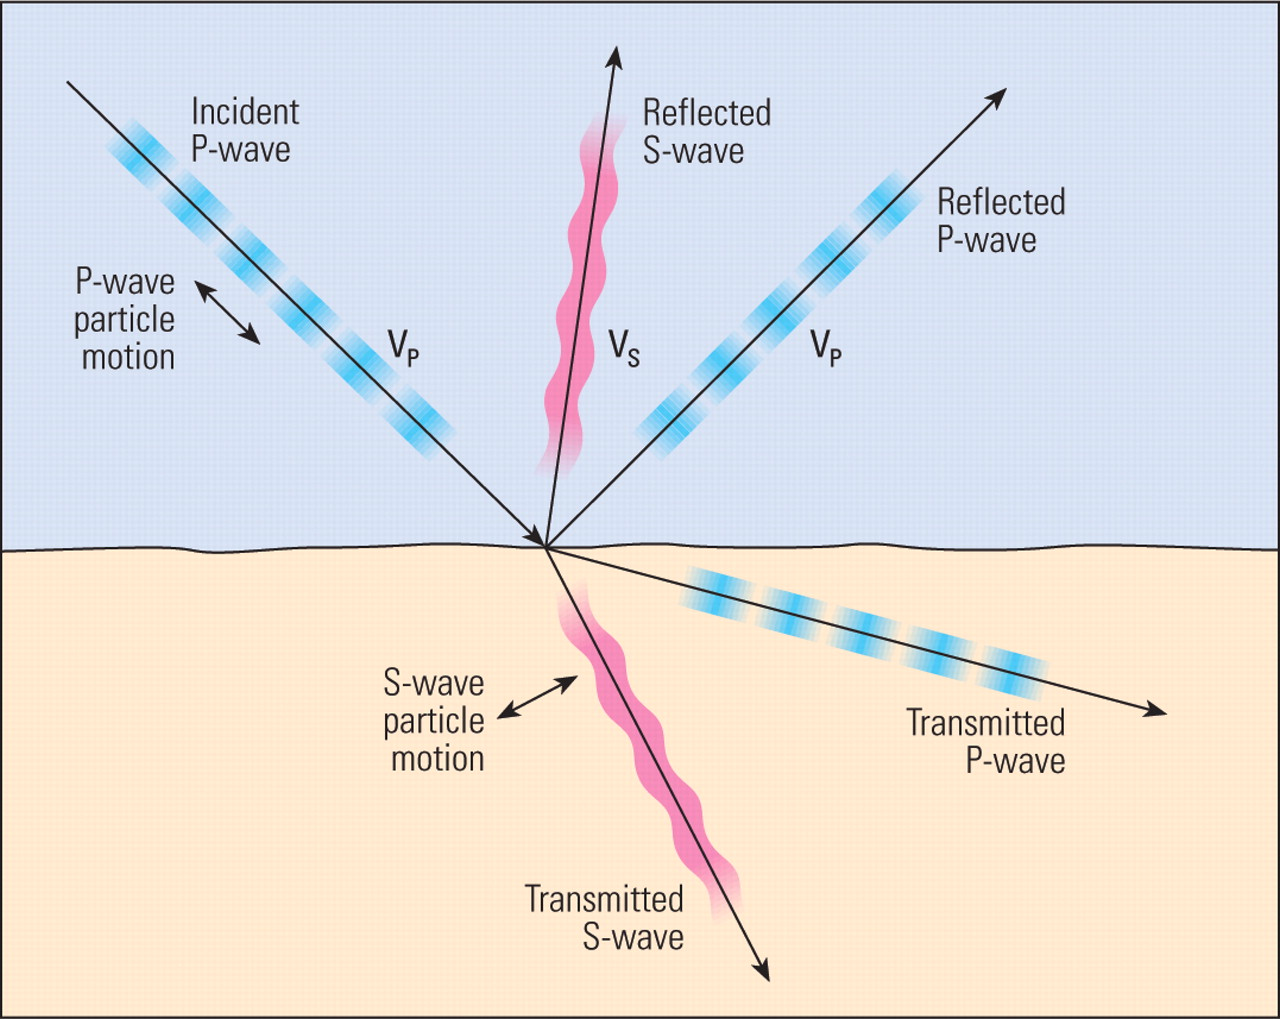 Incident
P-wave
Reflected
S-wave
Reflected
P-wave
P-wave
particle
motion
VP
VS
VP
S-wave
particle
motion
Transmitted
P-wave
Transmitted
S-wave